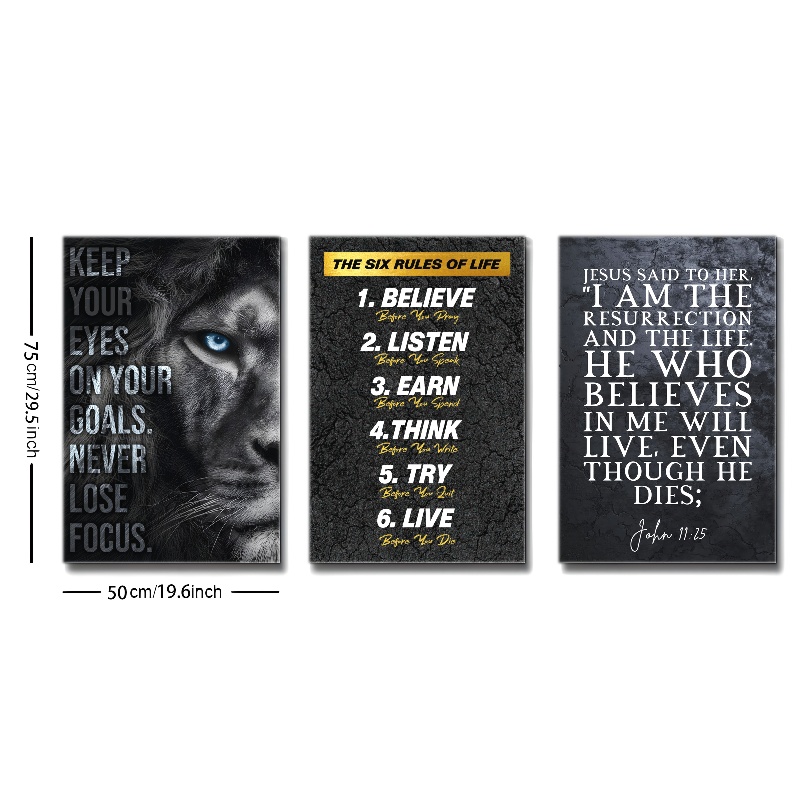 75cm/29.5inch
50cm/19.6inch
KEEP
YOUR
EYES
ON YOUR
GOALS.
NEVER
LOSE
FOCUS.
THE SIX RULES OF LIFE
1. BELIEVE
Before You Pray
2. LISTEN
Before You Speak
3. EARN
Before You Spend
4.THINK
Before You Write
5. TRY
Before You Quit
6. LIVE
Before You Die
JESUS SAID TO HER,
"I AM THE
RESURRECTION
AND THE LIFE.
HE WHO
BELIEVES
IN ME WILL
LIVE, EVEN
THOUGH HE
DIES;
John 11:25